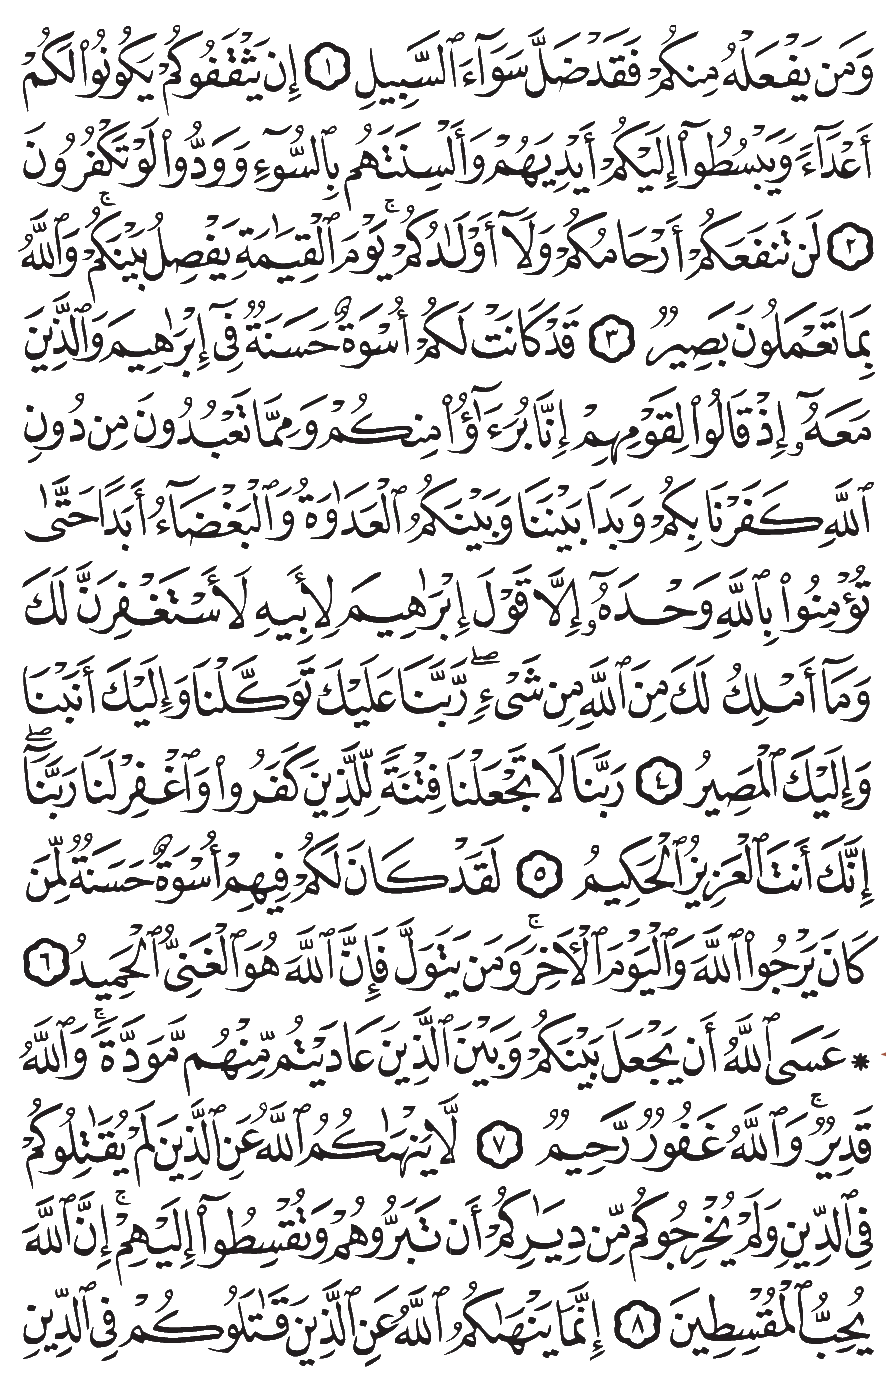 وَمَن يَفْعَلْهُ مِنكُمْ فَقَدْ ضَلَّ سَوَآءَ ٱلسَّبِيلِ ١ إِن يَثْقَفُوكُمْ يَكُونُوا۟ لَكُمْ
أَعْدَآءً وَيَبْسُطُوٓا۟ إِلَيْكُمْ أَيْدِيَهُمْ وَأَلْسِنَتَهُم بِٱلسُّوٓءِ وَوَدُّوا۟ لَوْ تَكْفُرُونَ
٢ لَن تَنفَعَكُمْ أَرْحَامُكُمْ وَلَآ أَوْلَـٰدُكُمْ ۚ يَوْمَ ٱلْقِيَـٰمَةِ يَفْصِلُ بَيْنَكُمْ ۚ وَٱللَّهُ
بِمَا تَعْمَلُونَ بَصِيرٌ ٣ قَدْ كَانَتْ لَكُمْ أُسْوَةٌ حَسَنَةٌ فِىٓ إِبْرَٰهِيمَ وَٱلَّذِينَ
مَعَهُۥٓ إِذْ قَالُوا۟ لِقَوْمِهِمْ إِنَّا بُرَءَٰٓؤُا۟ مِنكُمْ وَمِمَّا تَعْبُدُونَ مِن دُونِ
ٱللَّهِ كَفَرْنَا بِكُمْ وَبَدَا بَيْنَنَا وَبَيْنَكُمُ ٱلْعَدَٰوَةُ وَٱلْبَغْضَآءُ أَبَدًا حَتَّىٰ
تُؤْمِنُوا۟ بِٱللَّهِ وَحْدَهُۥٓ إِلَّا قَوْلَ إِبْرَٰهِيمَ لِأَبِيهِ لَأَسْتَغْفِرَنَّ لَكَ
وَمَآ أَمْلِكُ لَكَ مِنَ ٱللَّهِ مِن شَىْءٍ ۖ رَّبَّنَا عَلَيْكَ تَوَكَّلْنَا وَإِلَيْكَ أَنَبْنَا
وَإِلَيْكَ ٱلْمَصِيرُ ٤ رَبَّنَا لَا تَجْعَلْنَا فِتْنَةً لِّلَّذِينَ كَفَرُوا۟ وَٱغْفِرْ لَنَا رَبَّنَآ ۖ
إِنَّكَ أَنتَ ٱلْعَزِيزُ ٱلْحَكِيمُ ٥ لَقَدْ كَانَ لَكُمْ فِيهِمْ أُسْوَةٌ حَسَنَةٌ لِّمَن
كَانَ يَرْجُوا۟ ٱللَّهَ وَٱلْيَوْمَ ٱلْـَٔاخِرَ ۚ وَمَن يَتَوَلَّ فَإِنَّ ٱللَّهَ هُوَ ٱلْغَنِىُّ ٱلْحَمِيدُ ٦
* عَسَى ٱللَّهُ أَن يَجْعَلَ بَيْنَكُمْ وَبَيْنَ ٱلَّذِينَ عَادَيْتُم مِّنْهُم مَّوَدَّةً ۚ وَٱللَّهُ
قَدِيرٌ ۚ وَٱللَّهُ غَفُورٌ رَّحِيمٌ ٧ لَّا يَنْهَىٰكُمُ ٱللَّهُ عَنِ ٱلَّذِينَ لَمْ يُقَـٰتِلُوكُمْ
فِى ٱلدِّينِ وَلَمْ يُخْرِجُوكُم مِّن دِيَـٰرِكُمْ أَن تَبَرُّوهُمْ وَتُقْسِطُوٓا۟ إِلَيْهِمْ ۚ إِنَّ ٱللَّهَ
يُحِبُّ ٱلْمُقْسِطِينَ ٨ إِنَّمَا يَنْهَىٰكُمُ ٱللَّهُ عَنِ ٱلَّذِينَ قَـٰتَلُوكُمْ فِى ٱلدِّينِ